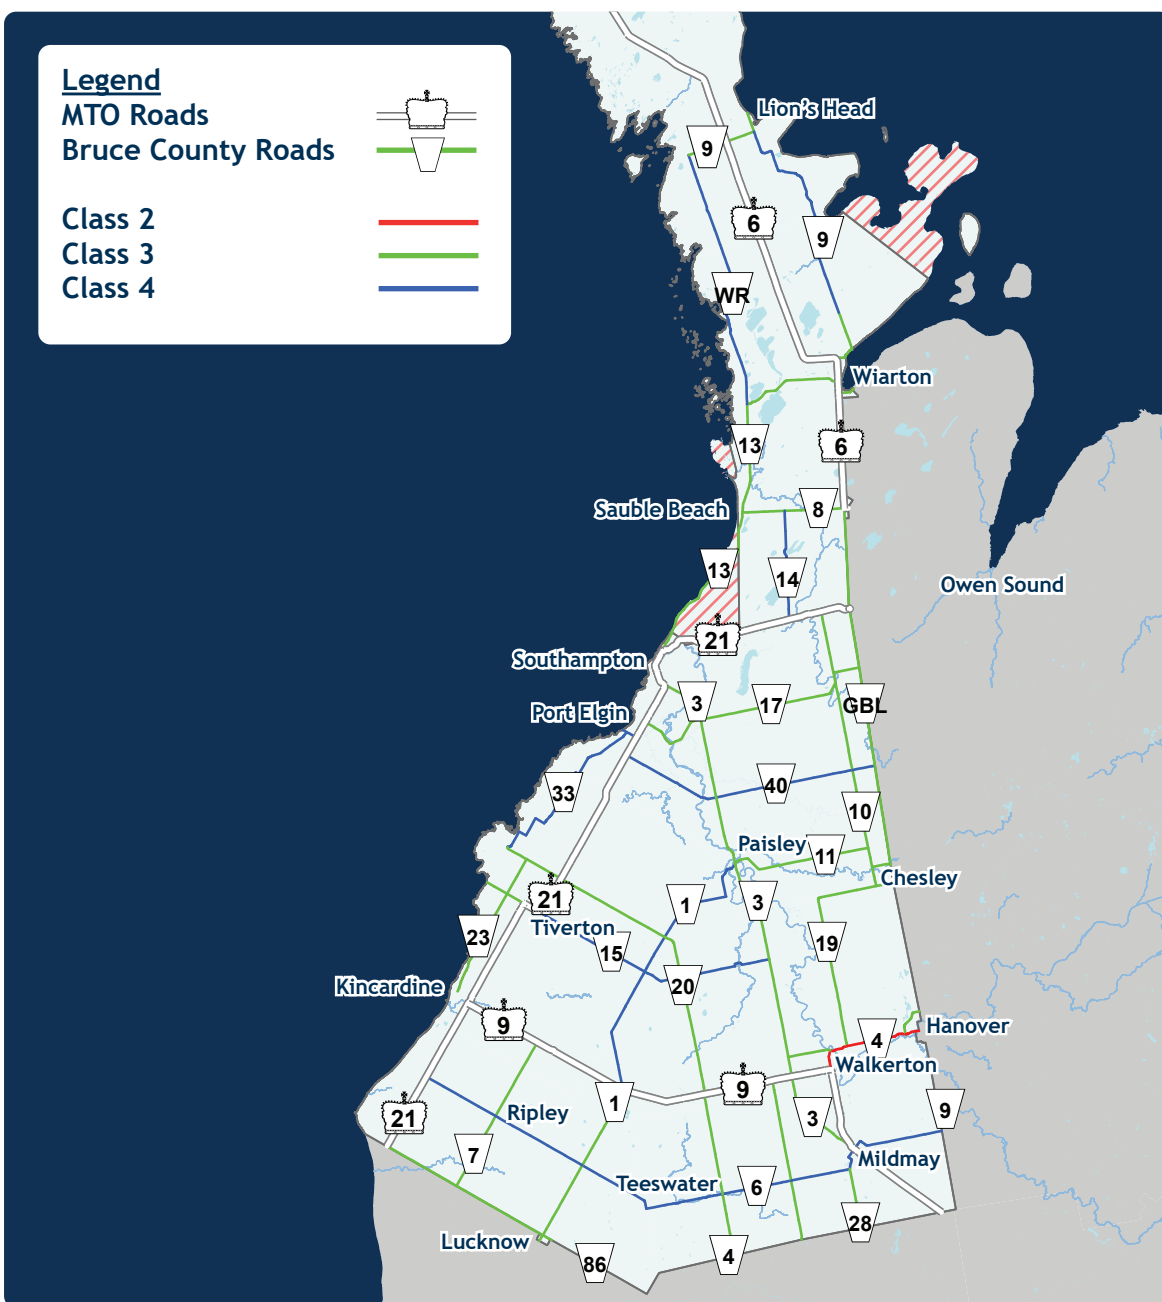 Legend
MTO Roads
Bruce County Roads
Class 2
Class 3
Class 4
Lion's Head
9
6
9
WR
Wiarton
13
6
Sauble Beach
8
13
14
Owen Sound
21
Southampton
3
17
GBL
Port Elgin
40
33
10
Paisley
11
Chesley
21
1
3
Tiverton
23
15
19
20
Kincardine
9
4
Hanover
Walkerton
9
1
21
Ripley
3
9
7
Mildmay
Teeswater
6
28
Lucknow
86
4